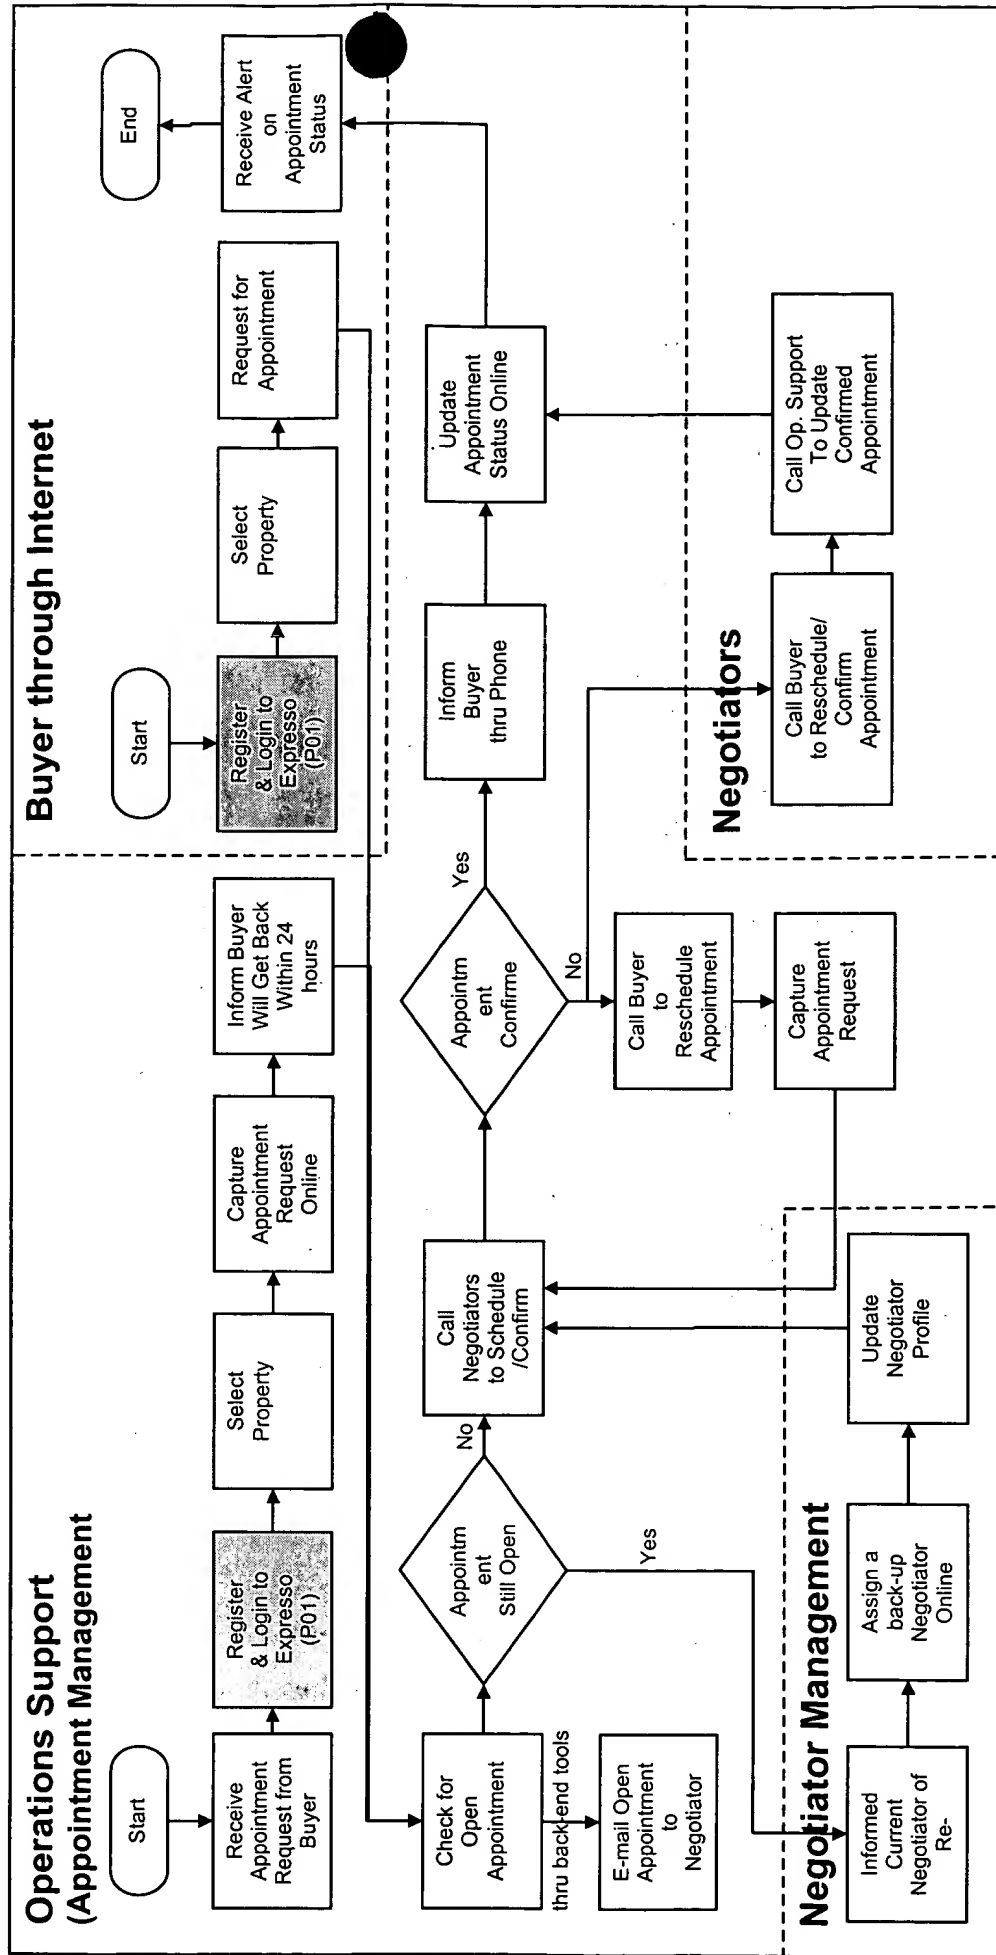 Operations Support
(Appointment Management)
Start
Receive
Appointment
Request from
Buyer
Register
& Login to
Expresso
(P01)
Select
Property
Capture
Appointment
Request
Online
Inform Buyer
Will Get Back
Within 24
hours
Buyer through Internet
Start
Register
& Login to
Expresso
(P01)
Select
Property
Request for
Appointment
Receive Alert
on
Appointment
Status
End
Check for
Open
Appointment
thru back-end tools
E-mail Open
Appointment
to
Negotiator
Appointm
ent
Still Open
No
Yes
Call
Negotiators
to Schedule
/Confirm
Appointm
ent
Confirme
Yes
No
Inform
Buyer
thru Phone
Update
Appointment
Status Online
Call Buyer
to
Reschedule
Appointment
Capture
Appointment
Request
Negotiator Management
Informed
Current
Negotiator of
Re-
Assign a
back-up
Negotiator
Online
Update
Negotiator
Profile
Negotiators
Call Buyer
to Reschedule/
Confirm
Appointment
Call Op. Support
To Update
Confirmed
Appointment